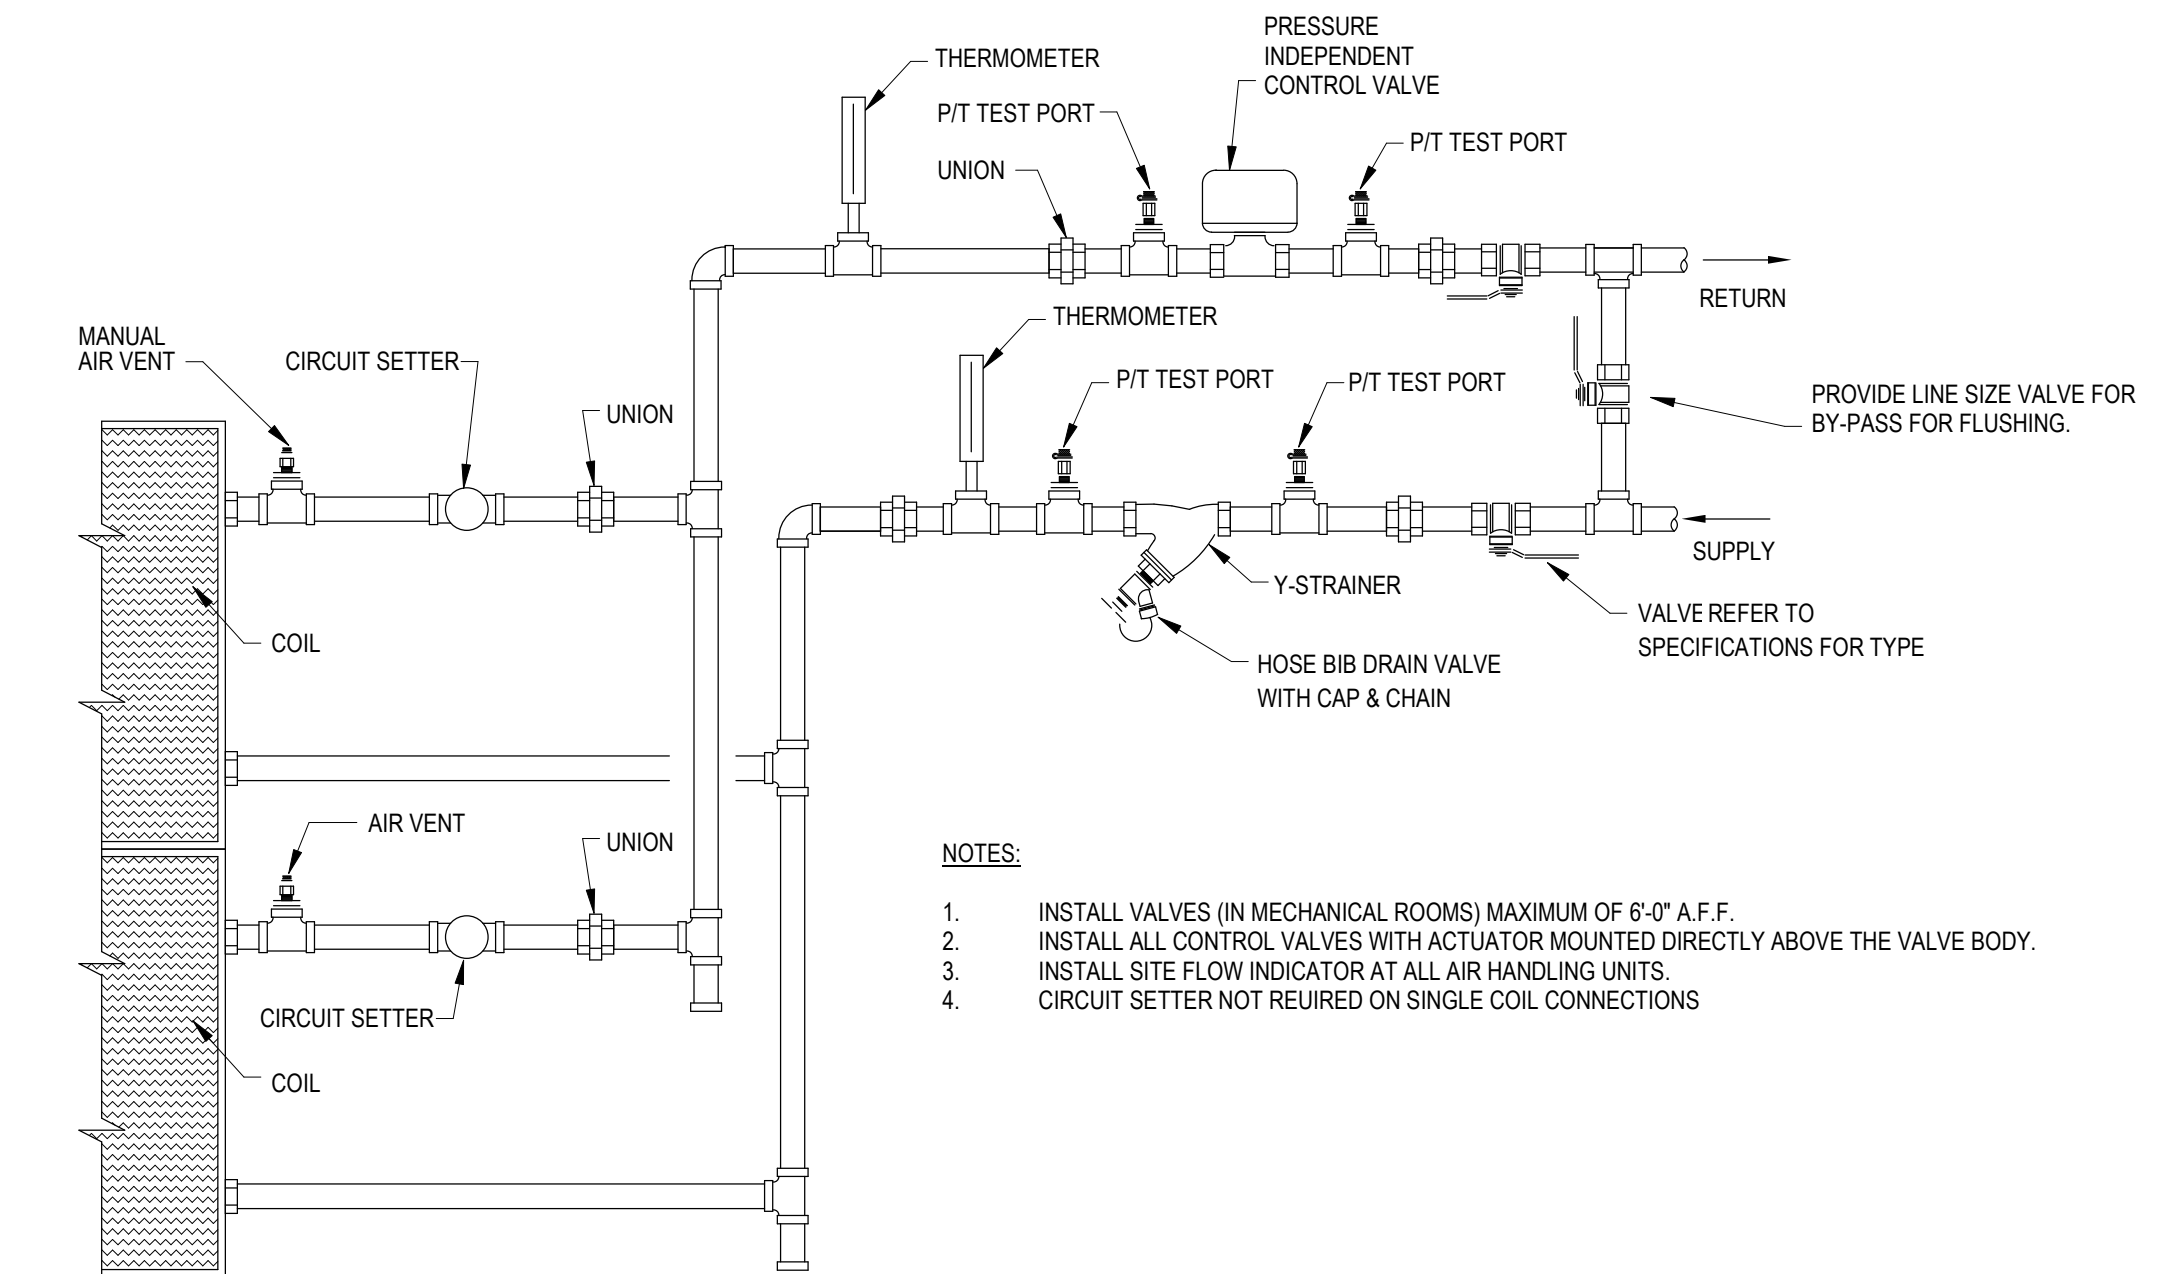 PRESSURE
INDEPENDENT
CONTROL VALVE
THERMOMETER
P/T TEST PORT
P/T TEST PORT
UNION
RETURN
THERMOMETER
MANUAL
AIR VENT
CIRCUIT SETTER
P/T TEST PORT
P/T TEST PORT
UNION
PROVIDE LINE SIZE VALVE FOR
BY-PASS FOR FLUSHING.
SUPPLY
Y-STRAINER
VALVE REFER TO
SPECIFICATIONS FOR TYPE
COIL
HOSE BIB DRAIN VALVE
WITH CAP & CHAIN
AIR VENT
UNION
CIRCUIT SETTER
COIL
NOTES:
1. INSTALL VALVES (IN MECHANICAL ROOMS) MAXIMUM OF 6'-0" A.F.F.
2. INSTALL ALL CONTROL VALVES WITH ACTUATOR MOUNTED DIRECTLY ABOVE THE VALVE BODY.
3. INSTALL SITE FLOW INDICATOR AT ALL AIR HANDLING UNITS.
4. CIRCUIT SETTER NOT REUIRED ON SINGLE COIL CONNECTIONS